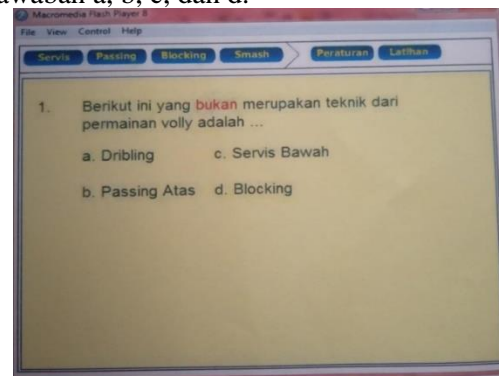 jawaban a, b, c, dan d.
Macromedia Flash Player 8
File View Control Help
Servis Passing Blocking Smash Peraturan Latihan
1. Berikut ini yang bukan merupakan teknik dari
permainan volly adalah ...
a. Dribling c. Servis Bawah
b. Passing Atas d. Blocking